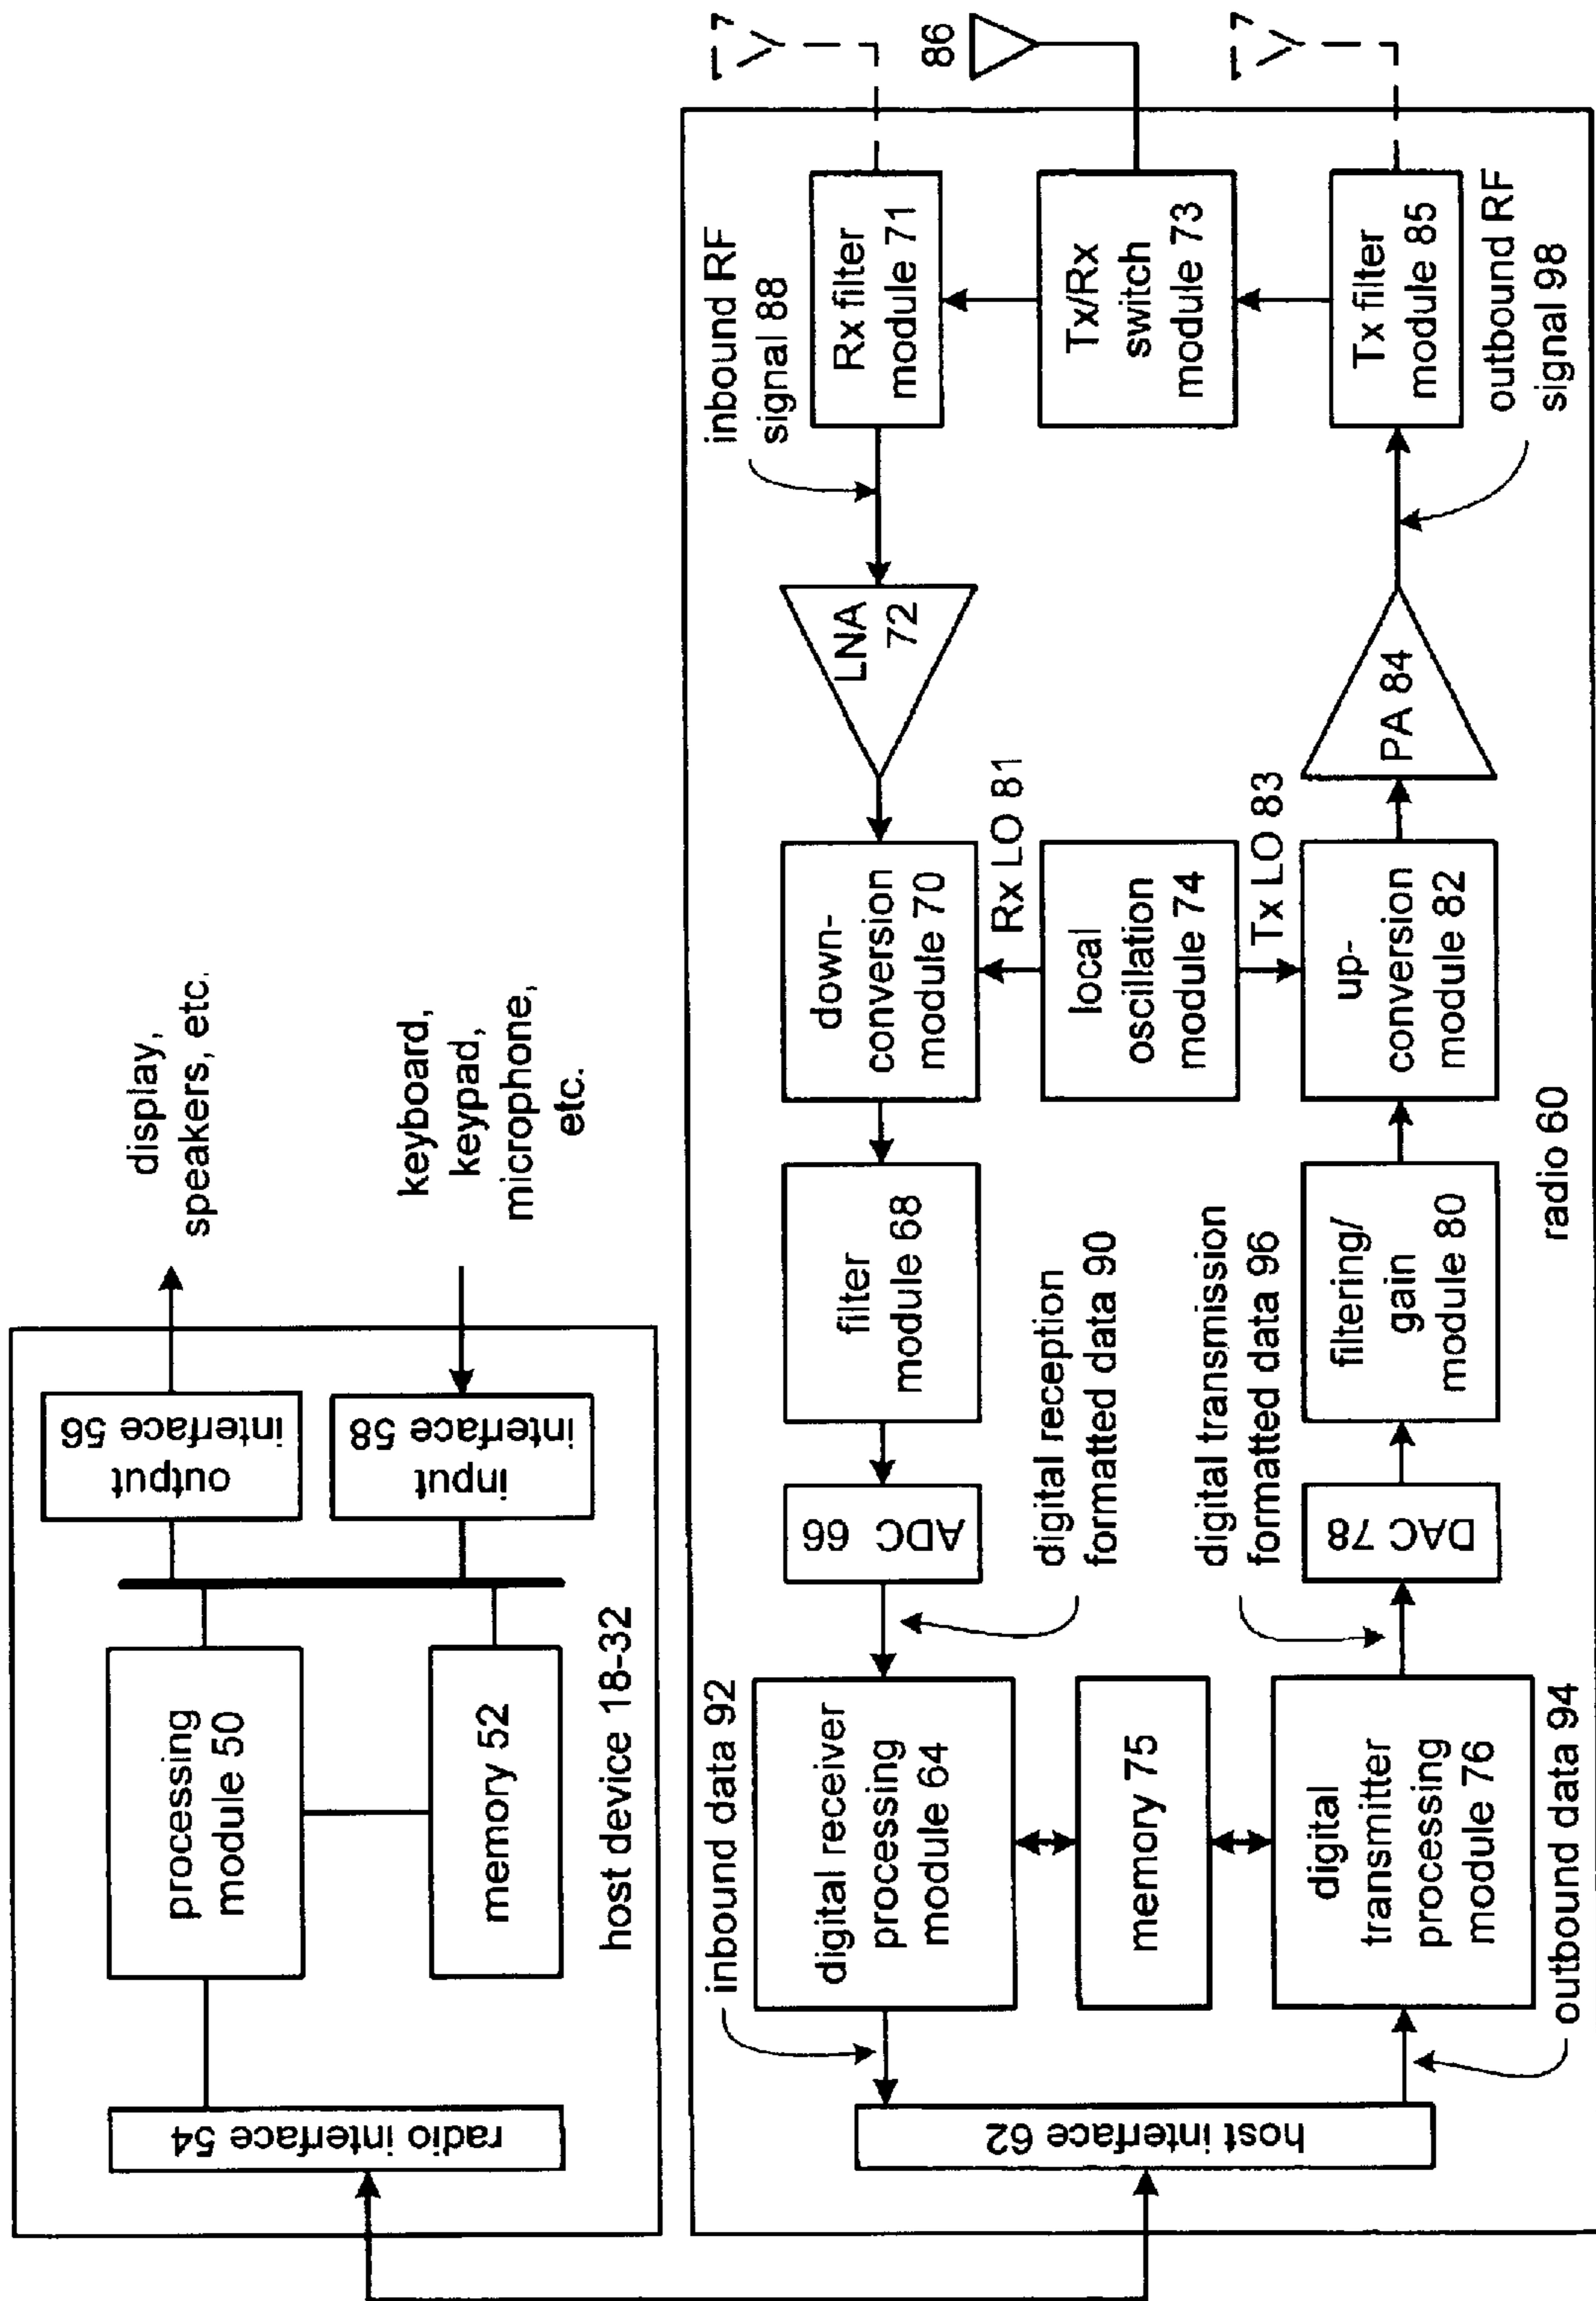 display,
speakers, etc.
keyboard,
keypad,
microphone,
etc.
output
interface 56
input
interface 58
processing
module 50
memory 52
radio interface 54
host device 18-32
86
inbound RF
signal 88
Rx filter
module 71
Tx/Rx
switch
module 73
Tx filter
module 85
outbound RF
signal 98
LNA
72
PA 84
down-
conversion
module 70
Rx LO 81
local
oscillation
module 74
Tx LO 83
up-
conversion
module 82
filter
module 68
filtering/
gain
module 80
radio 60
ADC 66
digital reception
formatted data 90
digital transmission
formatted data 96
DAC 78
inbound data 92
digital receiver
processing
module 64
memory 75
digital
transmitter
processing
module 76
outbound data 94
host interface 62